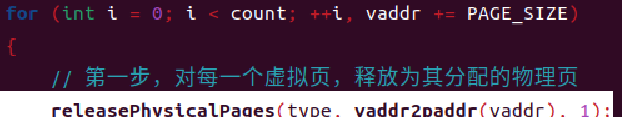 for (int i = 0; i < count; ++i, vaddr += PAGE_SIZE)
{
// 第一步，对每一个虚拟页，释放为其分配的物理页
releasePhysicalPages(type, vaddr2paddr(vaddr), 1);